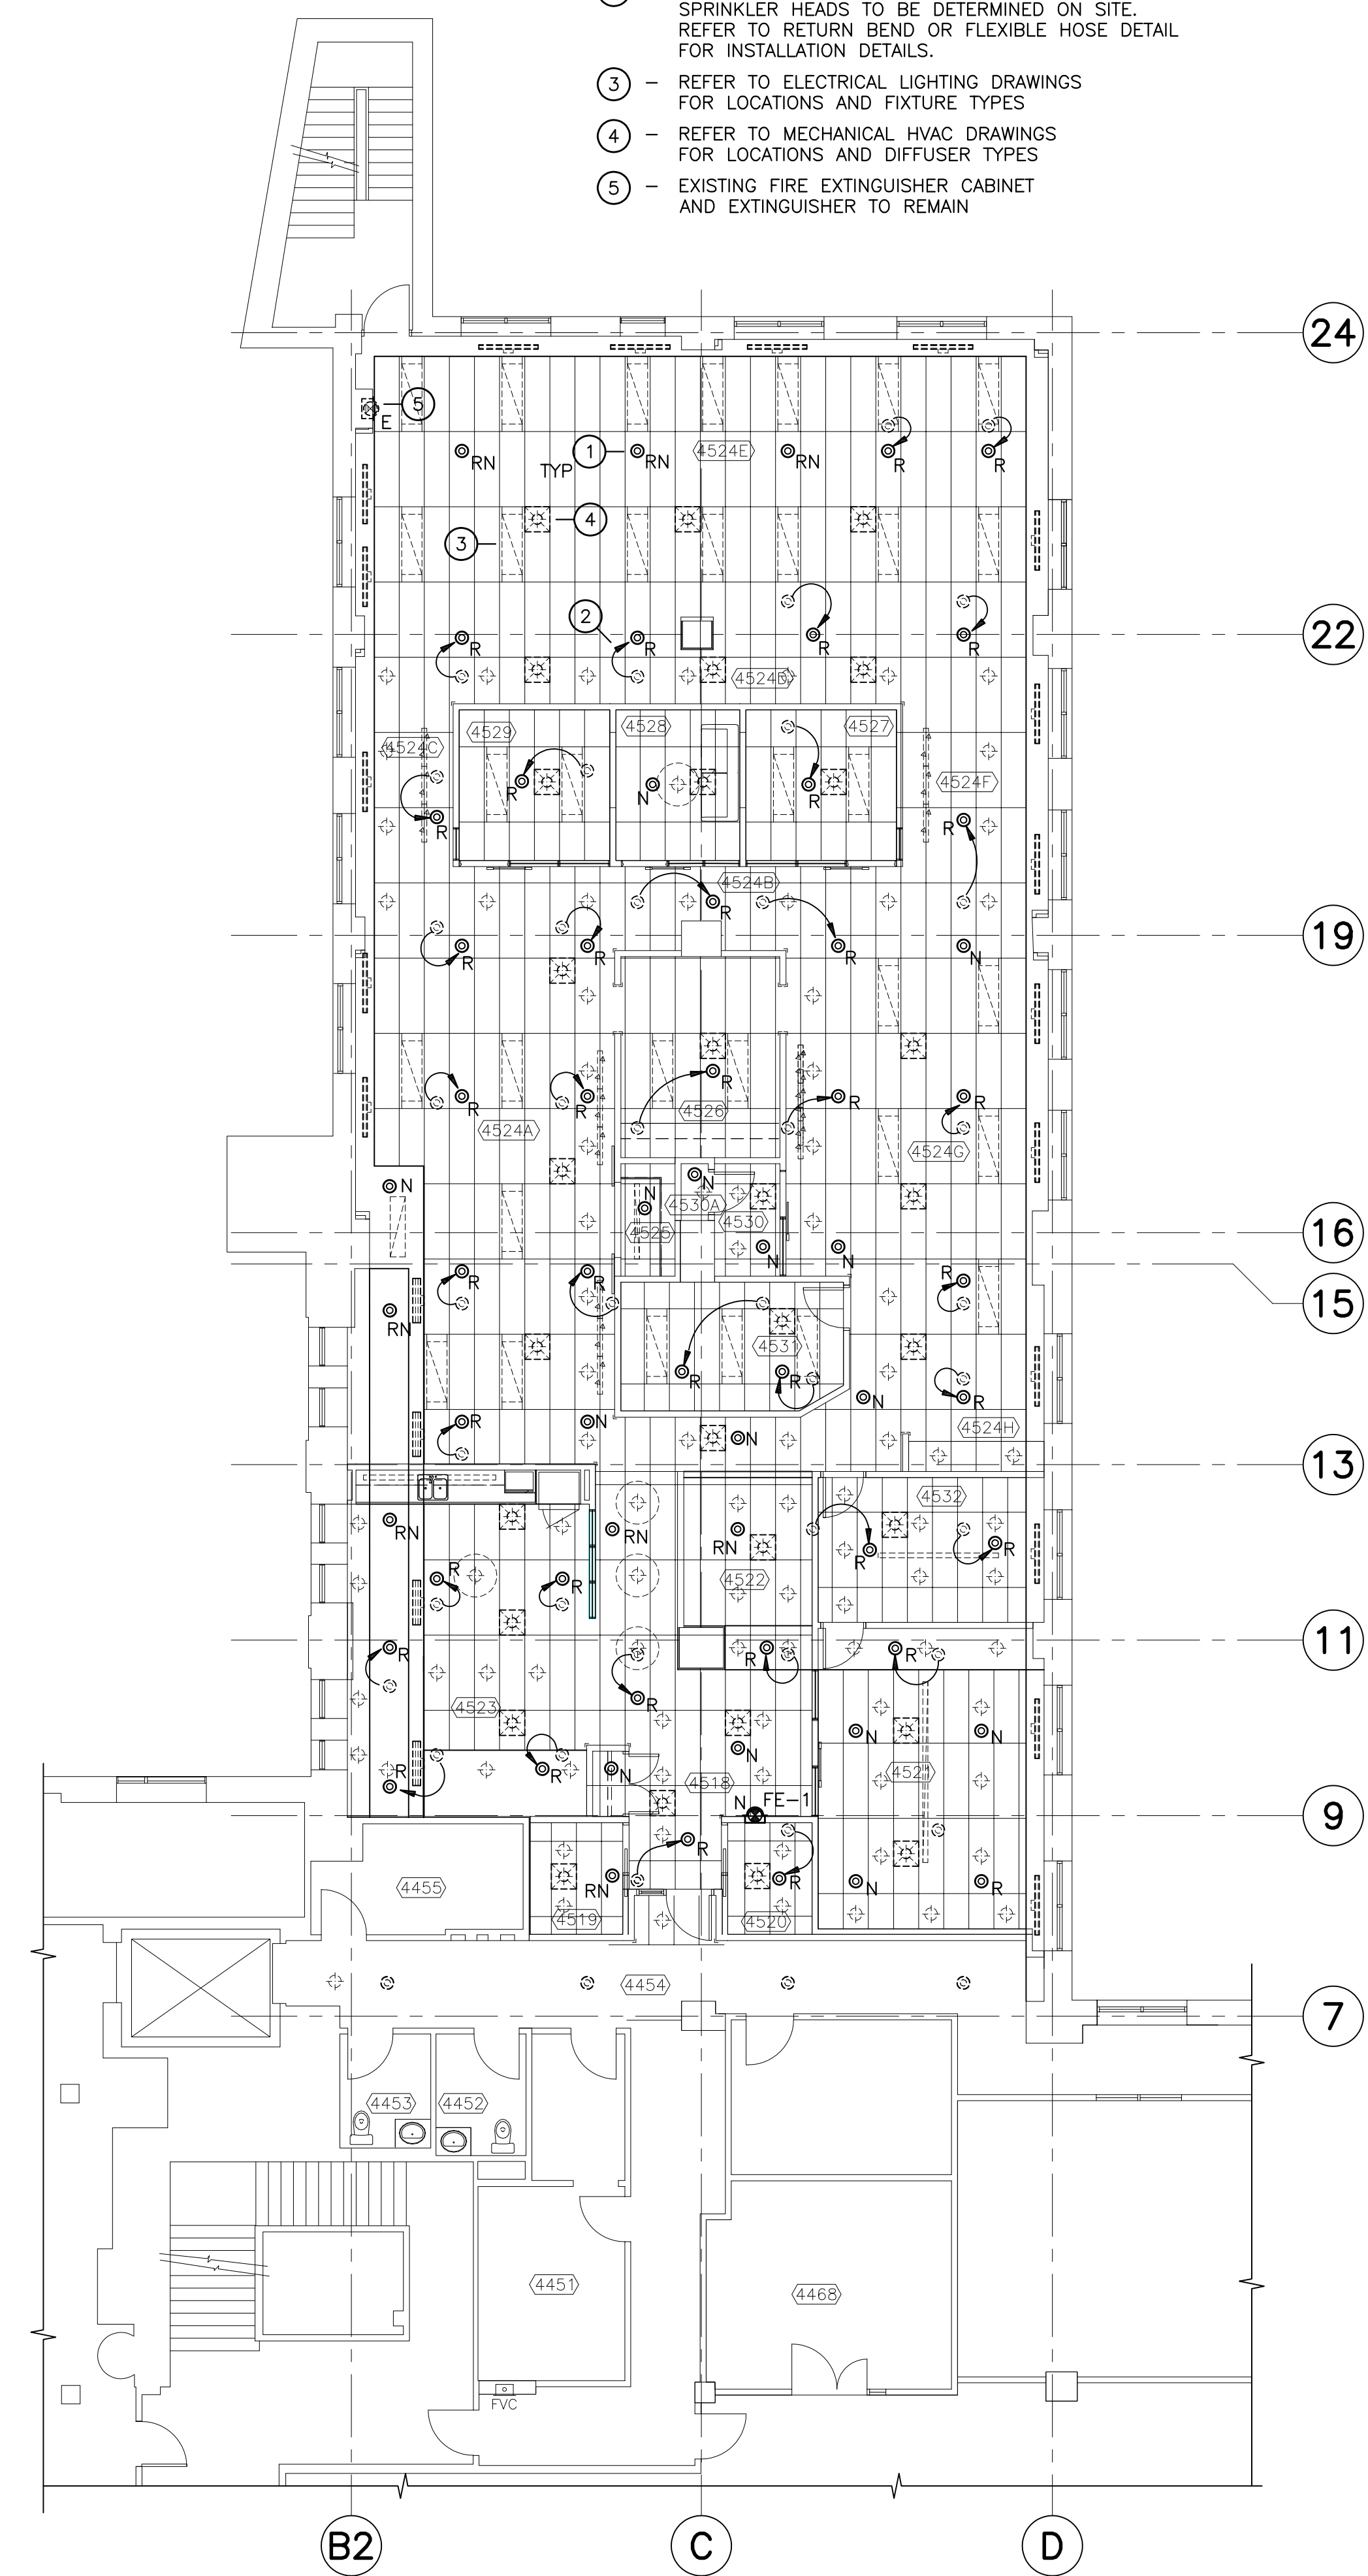 SPRINKLER HEADS TO BE DETERMINED ON SITE.
REFER TO RETURN BEND OR FLEXIBLE HOSE DETAIL
FOR INSTALLATION DETAILS.
3 – REFER TO ELECTRICAL LIGHTING DRAWINGS
FOR LOCATIONS AND FIXTURE TYPES
4 – REFER TO MECHANICAL HVAC DRAWINGS
FOR LOCATIONS AND DIFFUSER TYPES
5 – EXISTING FIRE EXTINGUISHER CABINET
AND EXTINGUISHER TO REMAIN
24
5
E
1
4524E
RN
TYP
RN
RN
R
R
4
3
2
22
R
R
R
R
4524D
4529
4528
4527
4524C
4524F
R
N
R
R
R
4524B
R
19
R
R
R
N
R
4526
R
R
R
R
4524A
4524G
N
N
N
4530A
4530
4525
16
N
N
R
R
R
15
RN
4531
R
R
N
R
R
N
4524H
N
13
4532
RN
RN
RN
R
R
R
R
4522
R
R
R
11
R
4523
N
N
N
R
R
N
4518
4521
N
FE-1
9
R
4455
RN
R
N
R
4519
4520
4454
7
4453
4452
4451
4468
FVC
B2
C
D